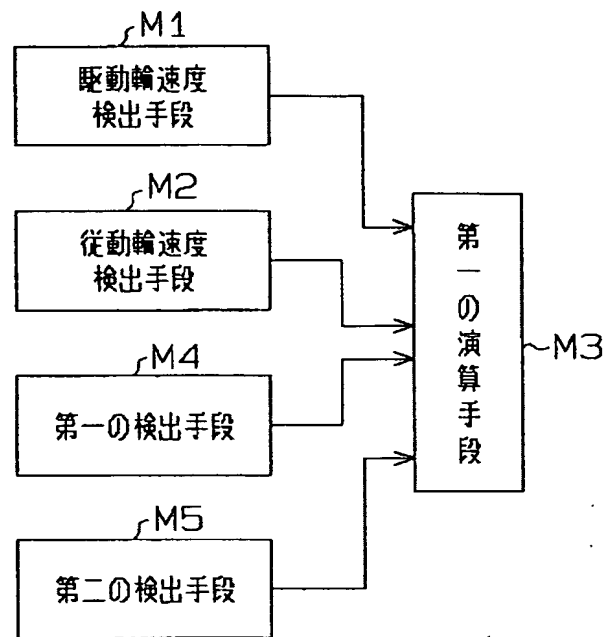 M1
駆動輪速度
検出手段
M2
従動輪速度
検出手段
M4
第一の検出手段
M5
第二の検出手段
第一の演算手段
M3